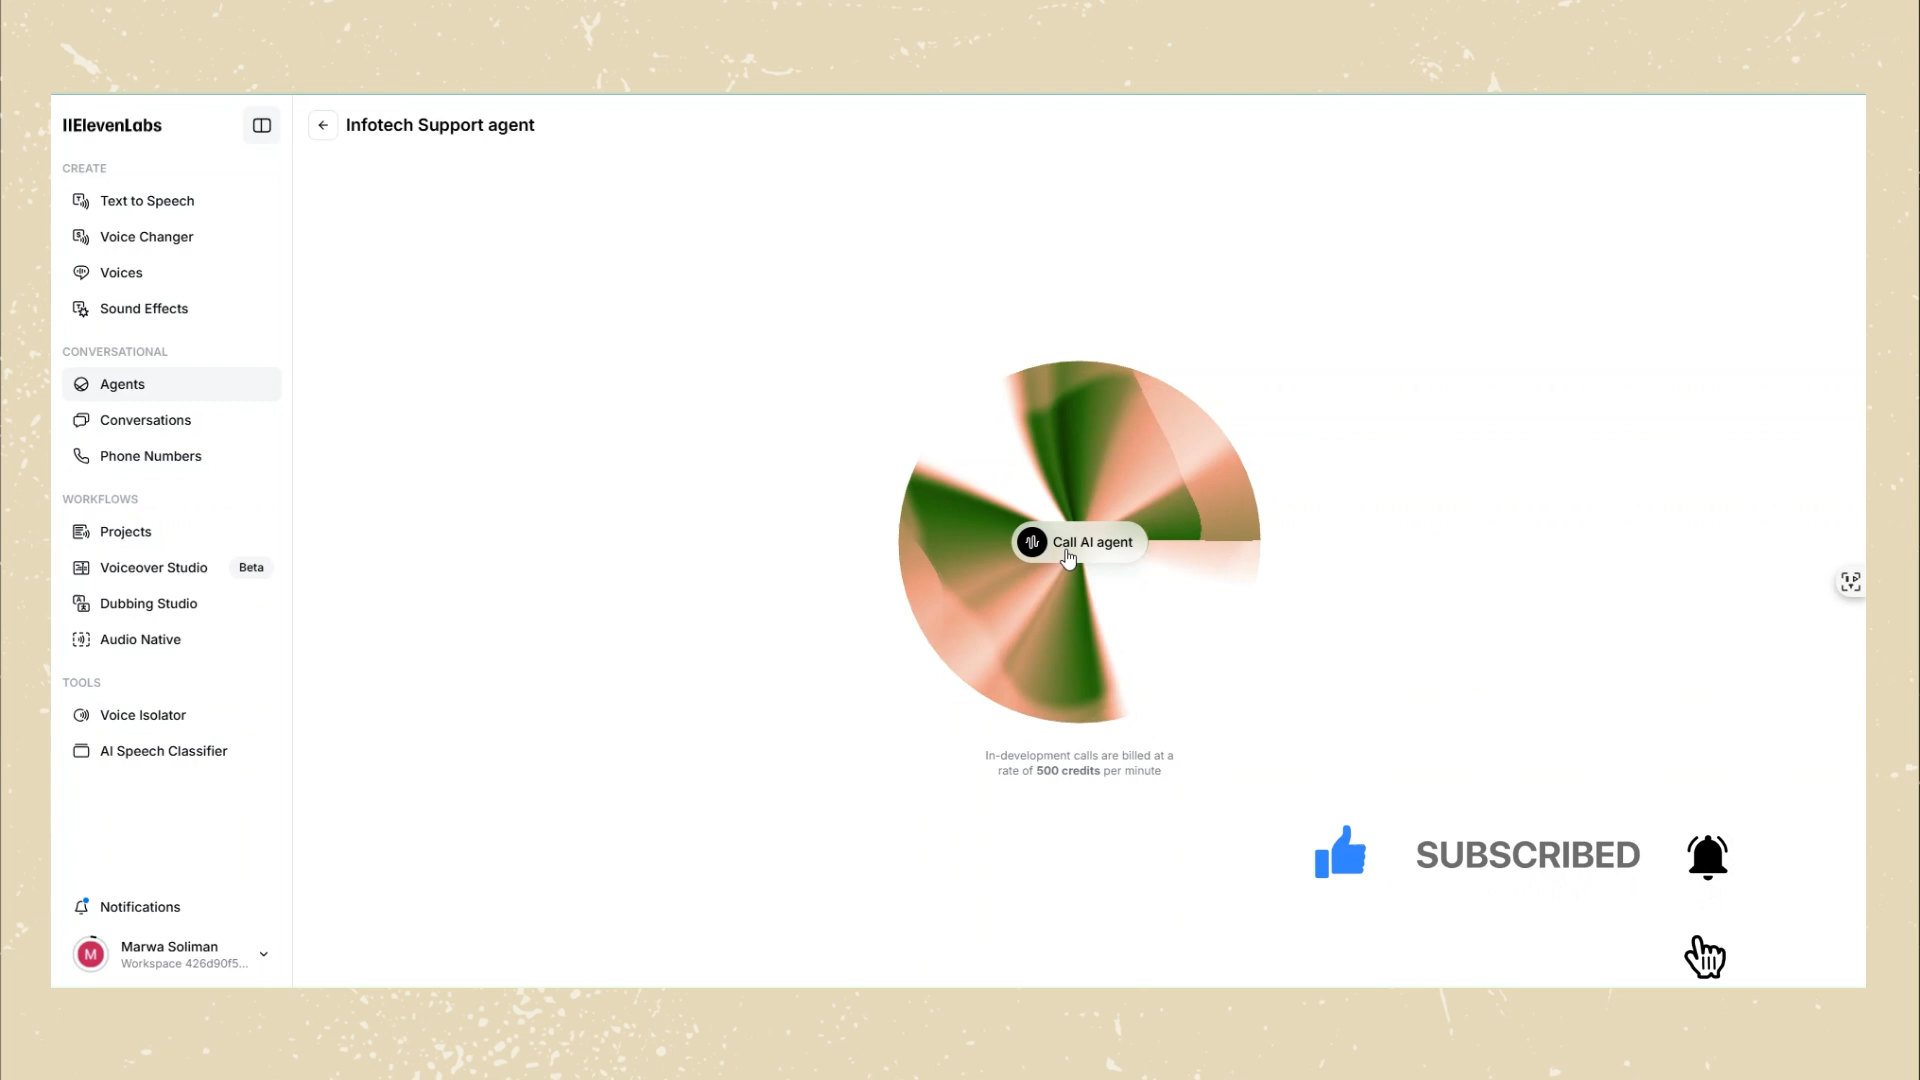 IIElevenLabs
Infotech Support agent
CREATE
Text to Speech
Voice Changer
Voices
Sound Effects
CONVERSATIONAL
Agents
Conversations
Phone Numbers
WORKFLOWS
Projects
Voiceover Studio Beta
Dubbing Studio
Audio Native
TOOLS
Voice Isolator
AI Speech Classifier
Notifications
M
Marwa Soliman
Workspace 426d90f5...
Call AI agent
In-development calls are billed at a
rate of 500 credits per minute
SUBSCRIBED